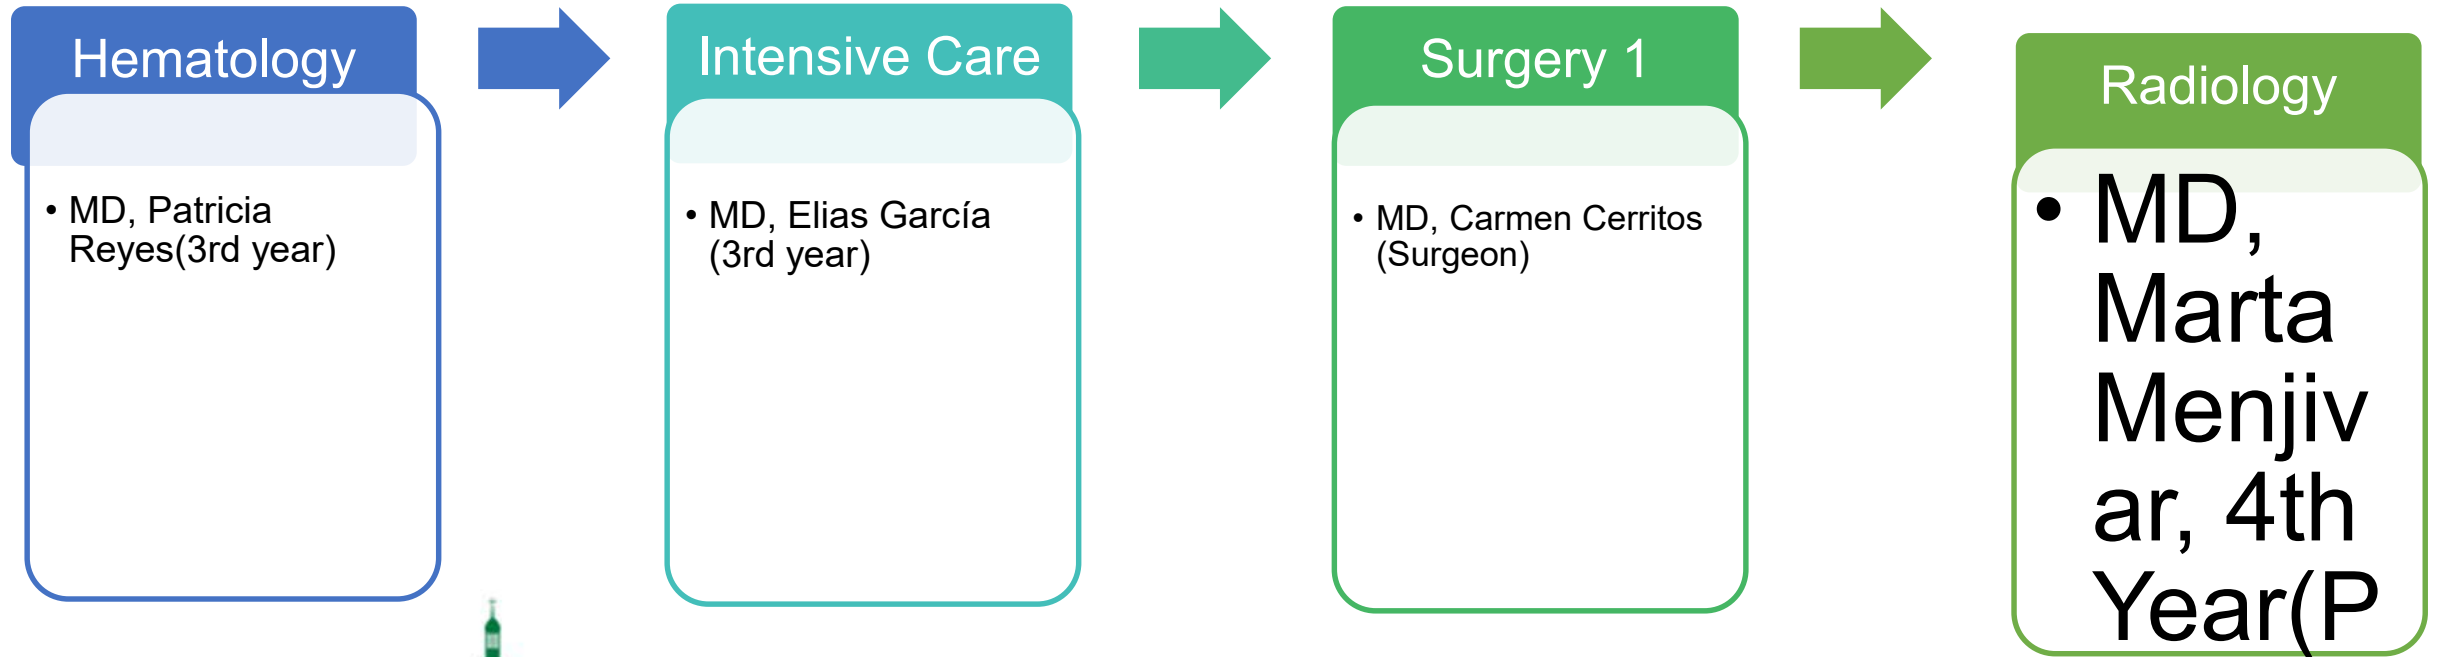 Hematology
• MD, Patricia
Reyes(3rd year)
Intensive Care
• MD, Elias García
(3rd year)
Surgery 1
• MD, Carmen Cerritos
(Surgeon)
Radiology
• MD,
Marta
Menjiv
ar, 4th
Year(P